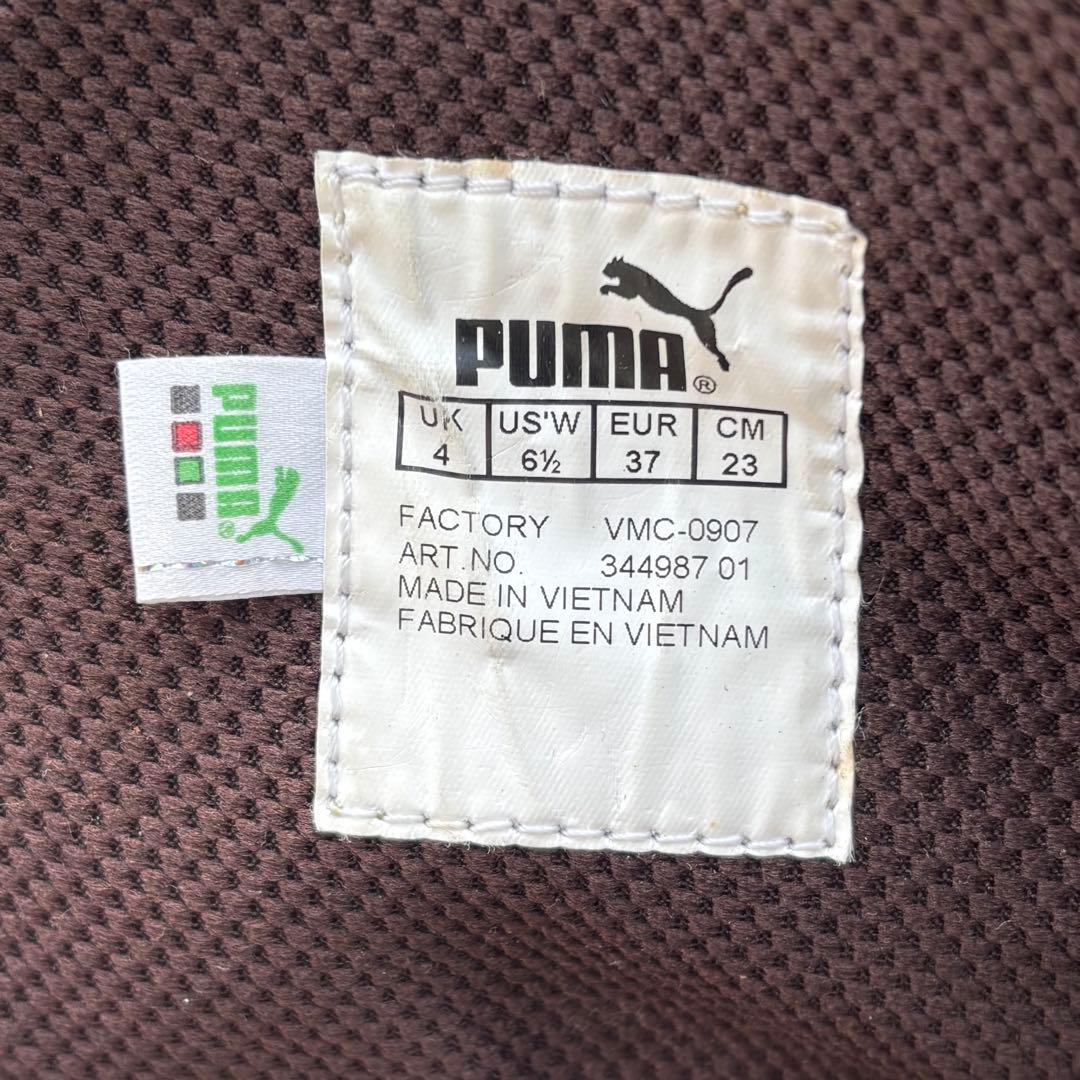 PUMA®
PUMA®
UK US'W EUR CM
4 6½ 37 23
FACTORY VMC-0907
ART.NO. 344987 01
MADE IN VIETNAM
FABRIQUE EN VIETNAM